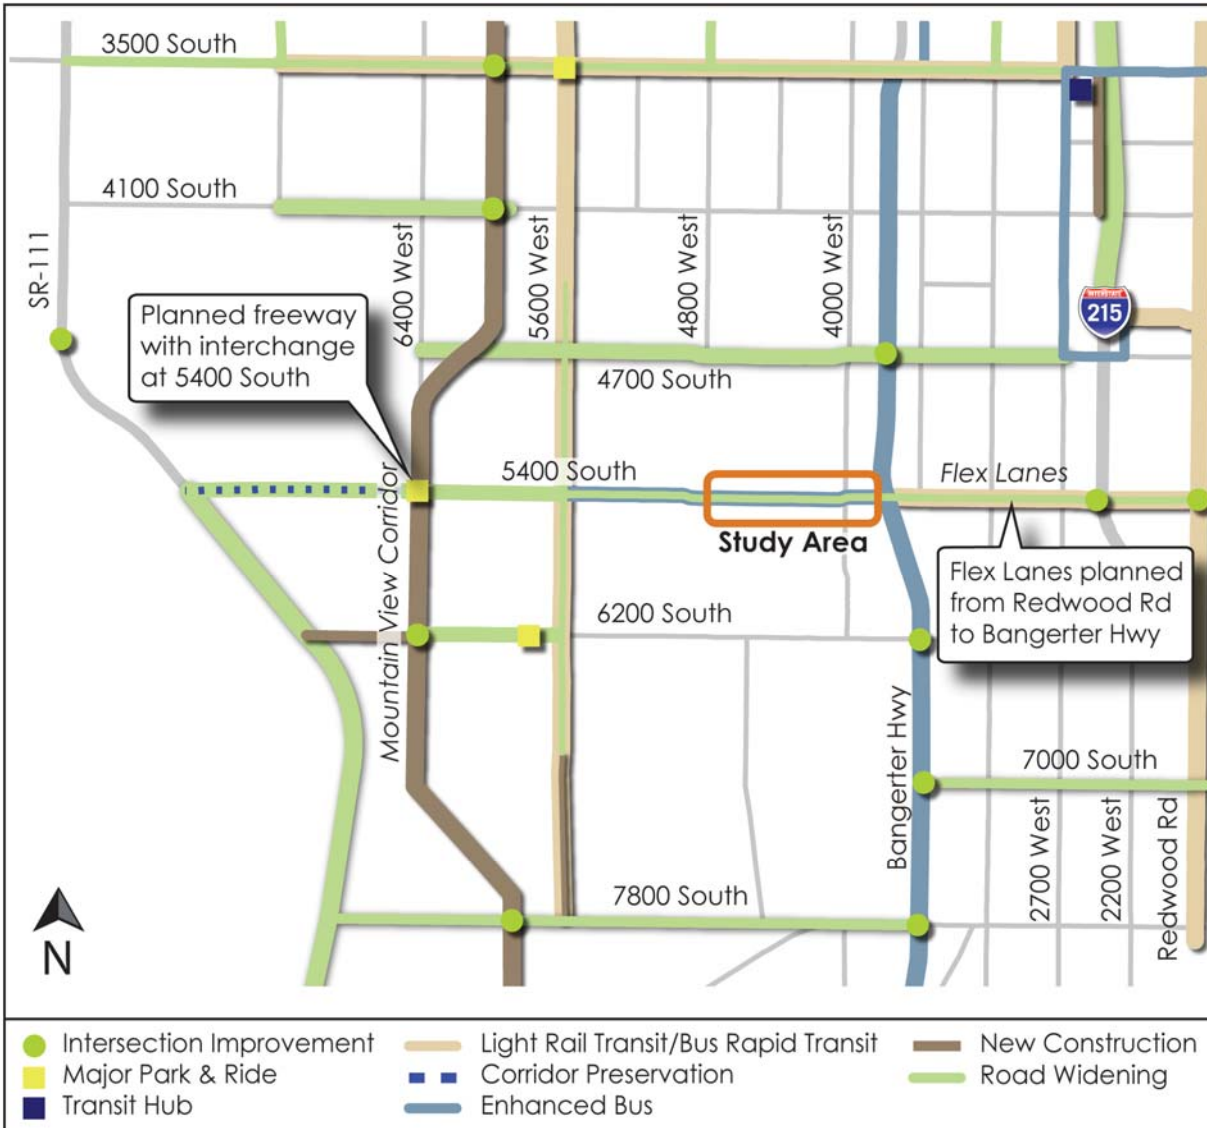 3500 South
4100 South
SR-111
6400 West
5600 West
4800 West
4000 West
INTERSTATE
215
Planned freeway
with interchange
at 5400 South
4700 South
5400 South
Flex Lanes
Study Area
Mountain View Corridor
Flex Lanes planned
from Redwood Rd
to Bangerter Hwy
6200 South
Bangerter Hwy
7000 South
2700 West
2200 West
Redwood Rd
7800 South
N
Intersection Improvement
Major Park & Ride
Transit Hub
Light Rail Transit/Bus Rapid Transit
Corridor Preservation
Enhanced Bus
New Construction
Road Widening